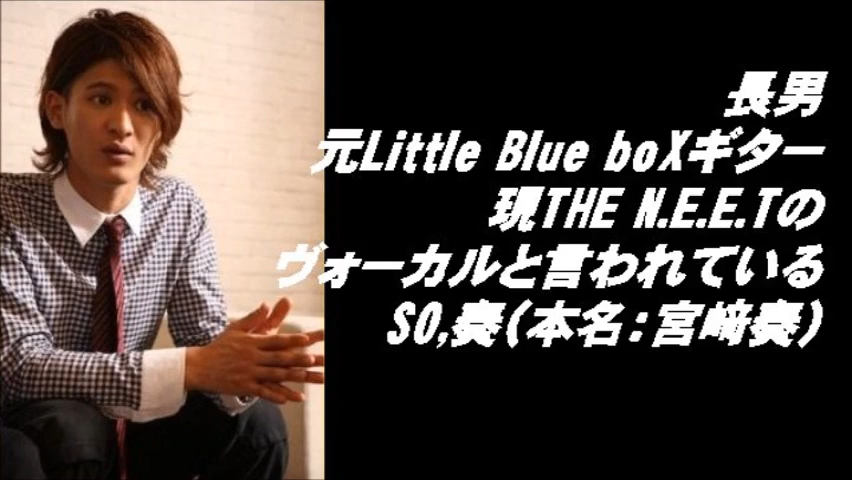 長男
元Little Blue boXギター
現THE N.E.E.Tの
ヴォーカルと言われている
SO,奏(本名:宮﨑奏)